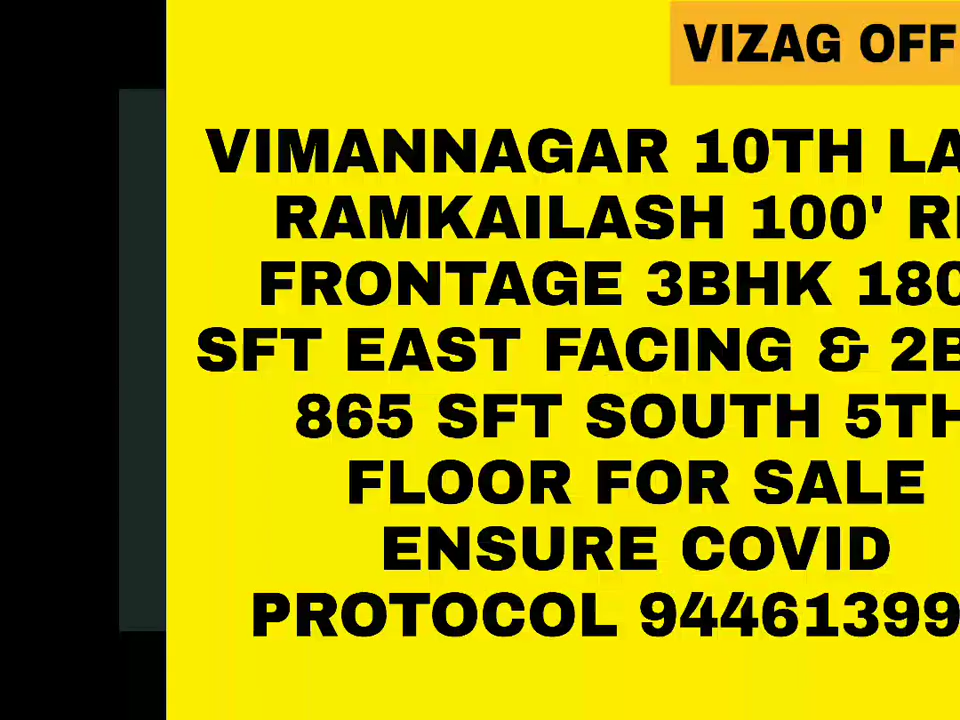 VIZAG OFF
VIMANNAGAR 10TH LA
RAMKAILASH 100' R
FRONTAGE 3BHK 180
SFT EAST FACING & 2B
865 SFT SOUTH 5TH
FLOOR FOR SALE
ENSURE COVID
PROTOCOL 94461399